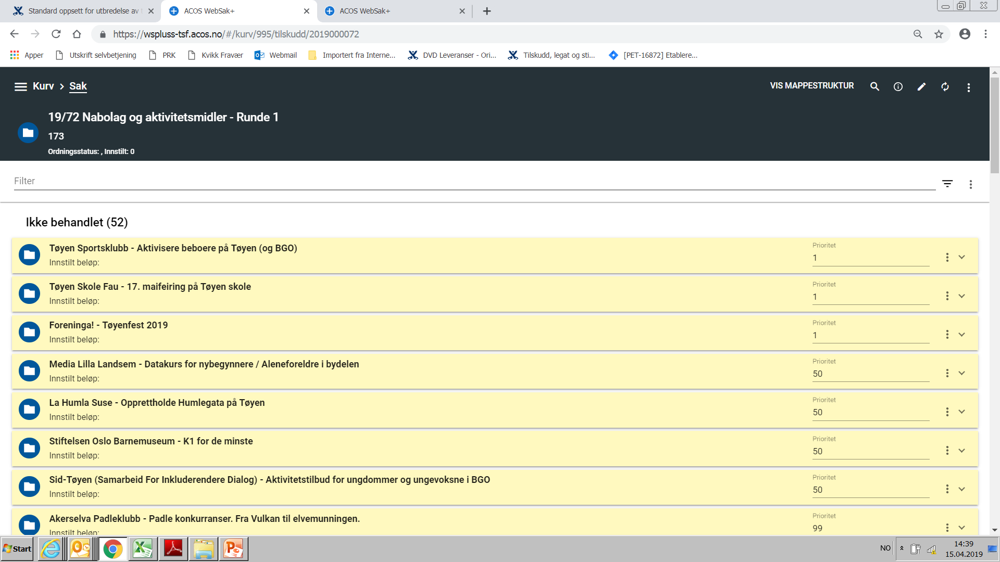 Standard oppsett for utbredelse av
ACOS WebSak+
ACOS WebSak+
https://wspluss-tsf.acos.no/#/kurv/995/tilskudd/2019000072
Apper
Utskrift selvbetjening
PRK
Kvikk Fravær
Webmail
Importert fra Interne...
DVD Leveranser - Ori...
Tilskudd, legat og sti...
[PET-16872] Etablere...
Kurv > Sak
VIS MAPPESTRUKTUR
19/72 Nabolag og aktivitetsmidler - Runde 1
173
Ordningsstatus: , Innstilt: 0
Filter
Ikke behandlet (52)
Tøyen Sportsklubb - Aktivisere beboere på Tøyen (og BGO)
Innstilt beløp:
Prioritet
1
Tøyen Skole Fau - 17. maifeiring på Tøyen skole
Innstilt beløp:
Prioritet
1
Foreninga! - Tøyenfest 2019
Innstilt beløp:
Prioritet
1
Media Lilla Landsem - Datakurs for nybegynnere / Aleneforeldre i bydelen
Innstilt beløp:
Prioritet
50
La Humla Suse - Opprettholde Humlegata på Tøyen
Innstilt beløp:
Prioritet
50
Stiftelsen Oslo Barnemuseum - K1 for de minste
Innstilt beløp:
Prioritet
50
Sid-Tøyen (Samarbeid For Inkluderendere Dialog) - Aktivitetstilbud for ungdommer og ungevoksne i BGO
Innstilt beløp:
Prioritet
50
Akerselva Padleklubb - Padle konkurranser. Fra Vulkan til elvemunningen.
Innstilt beløp:
Prioritet
99
Start
NO
14:39
15.04.2019